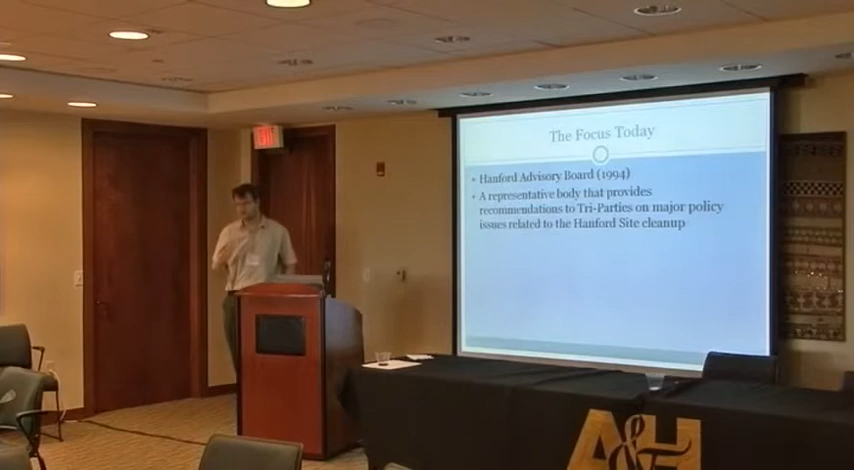 The Focus Today
Hanford Advisory Board (1994)
A representative body that provides
recommendations to Tri-Parties on major policy
issues related to the Hanford Site cleanup
EXIT
A&H